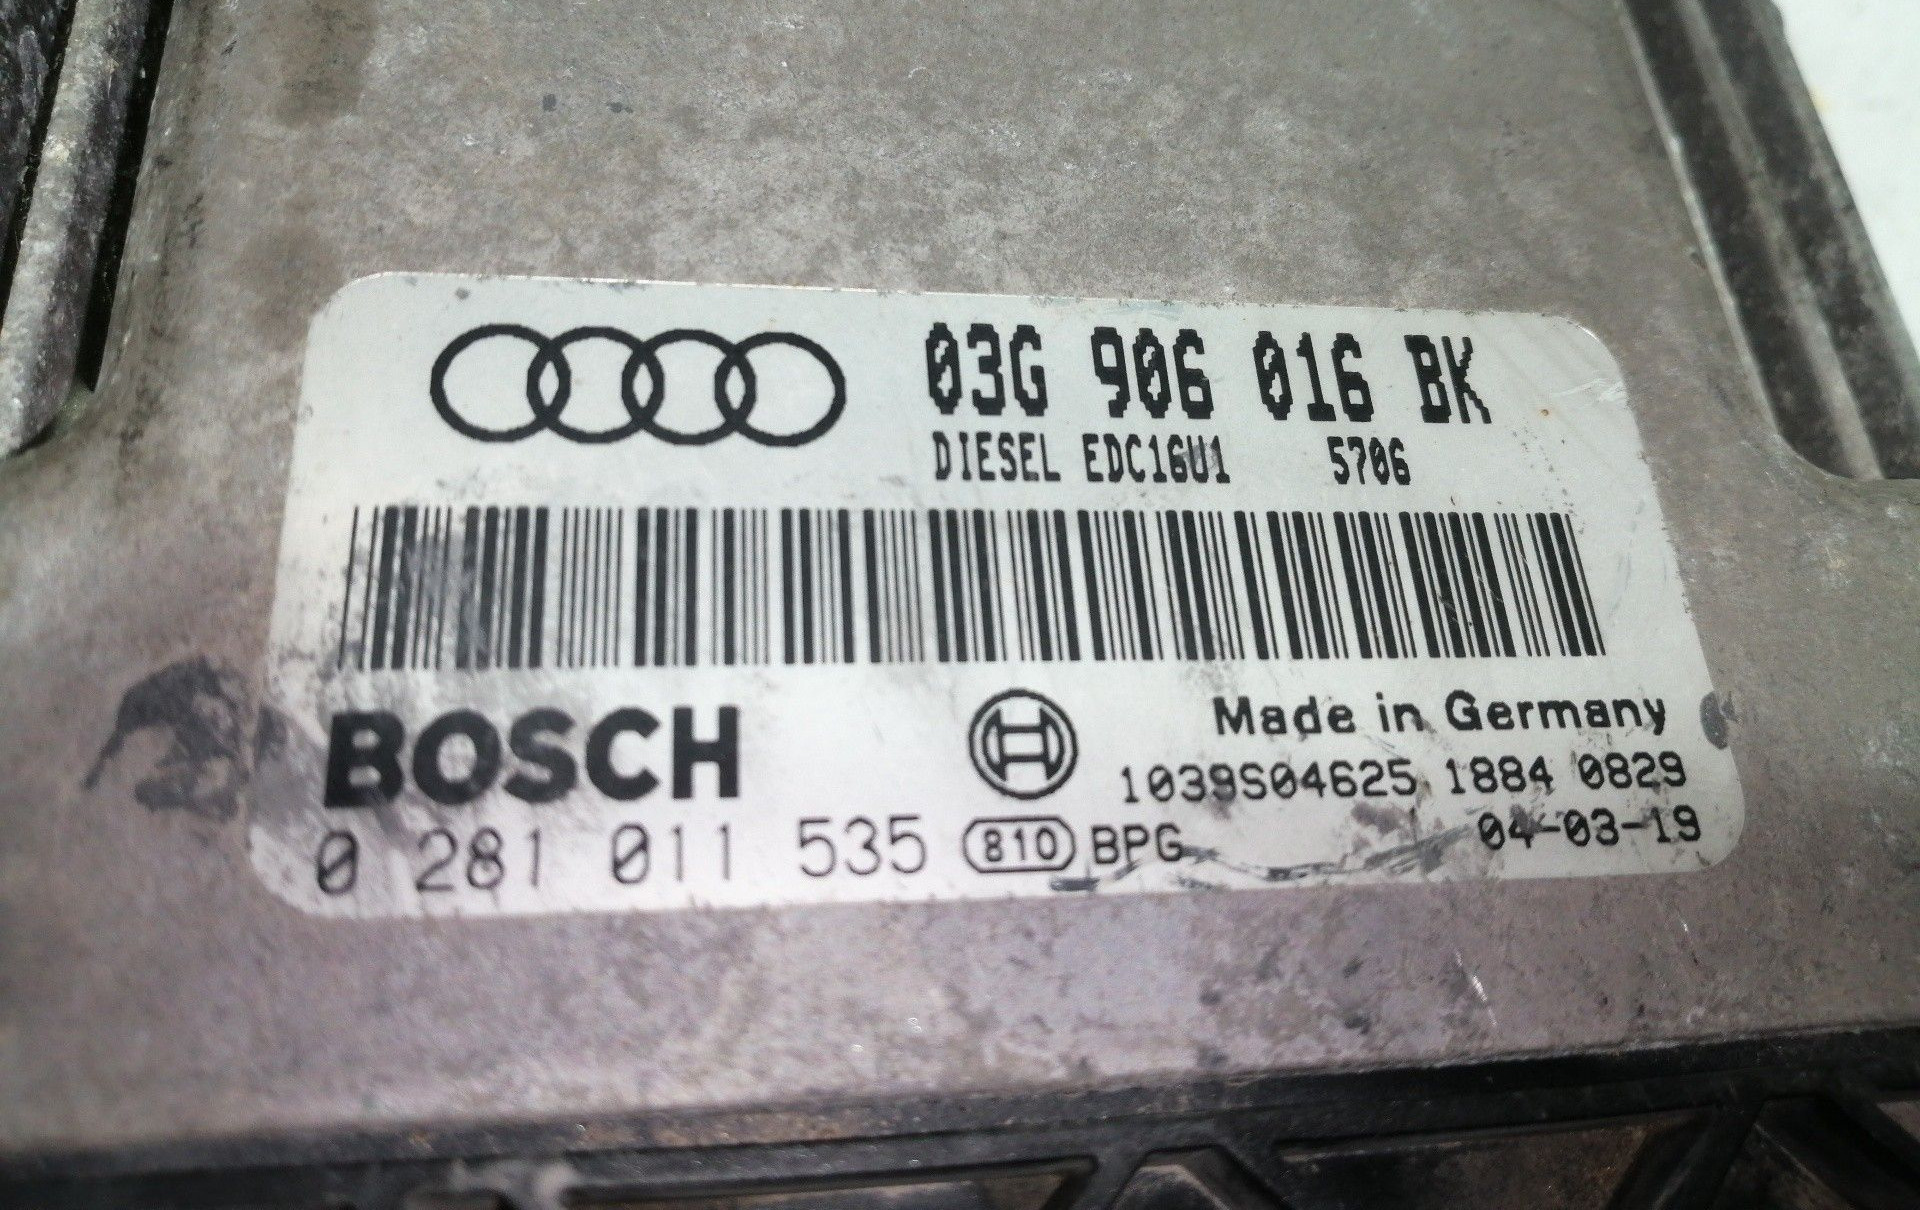 03G 906 016 BK
DIESEL EDC16U1 5706
BOSCH
Made in Germany
1039S04625 1884 0829
0 281 011 535 810 BPG 04-03-19